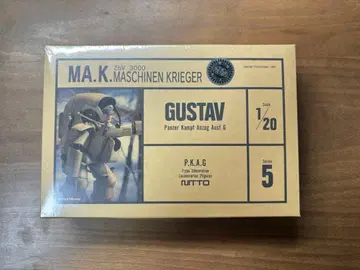 MA.K.
ZbV 3000
MASCHINEN KRIEGER
GUSTAV
Panzer Kampf Anzug Ausf G
Scale
1/20
P.K.A.G
NITTO
Series
5